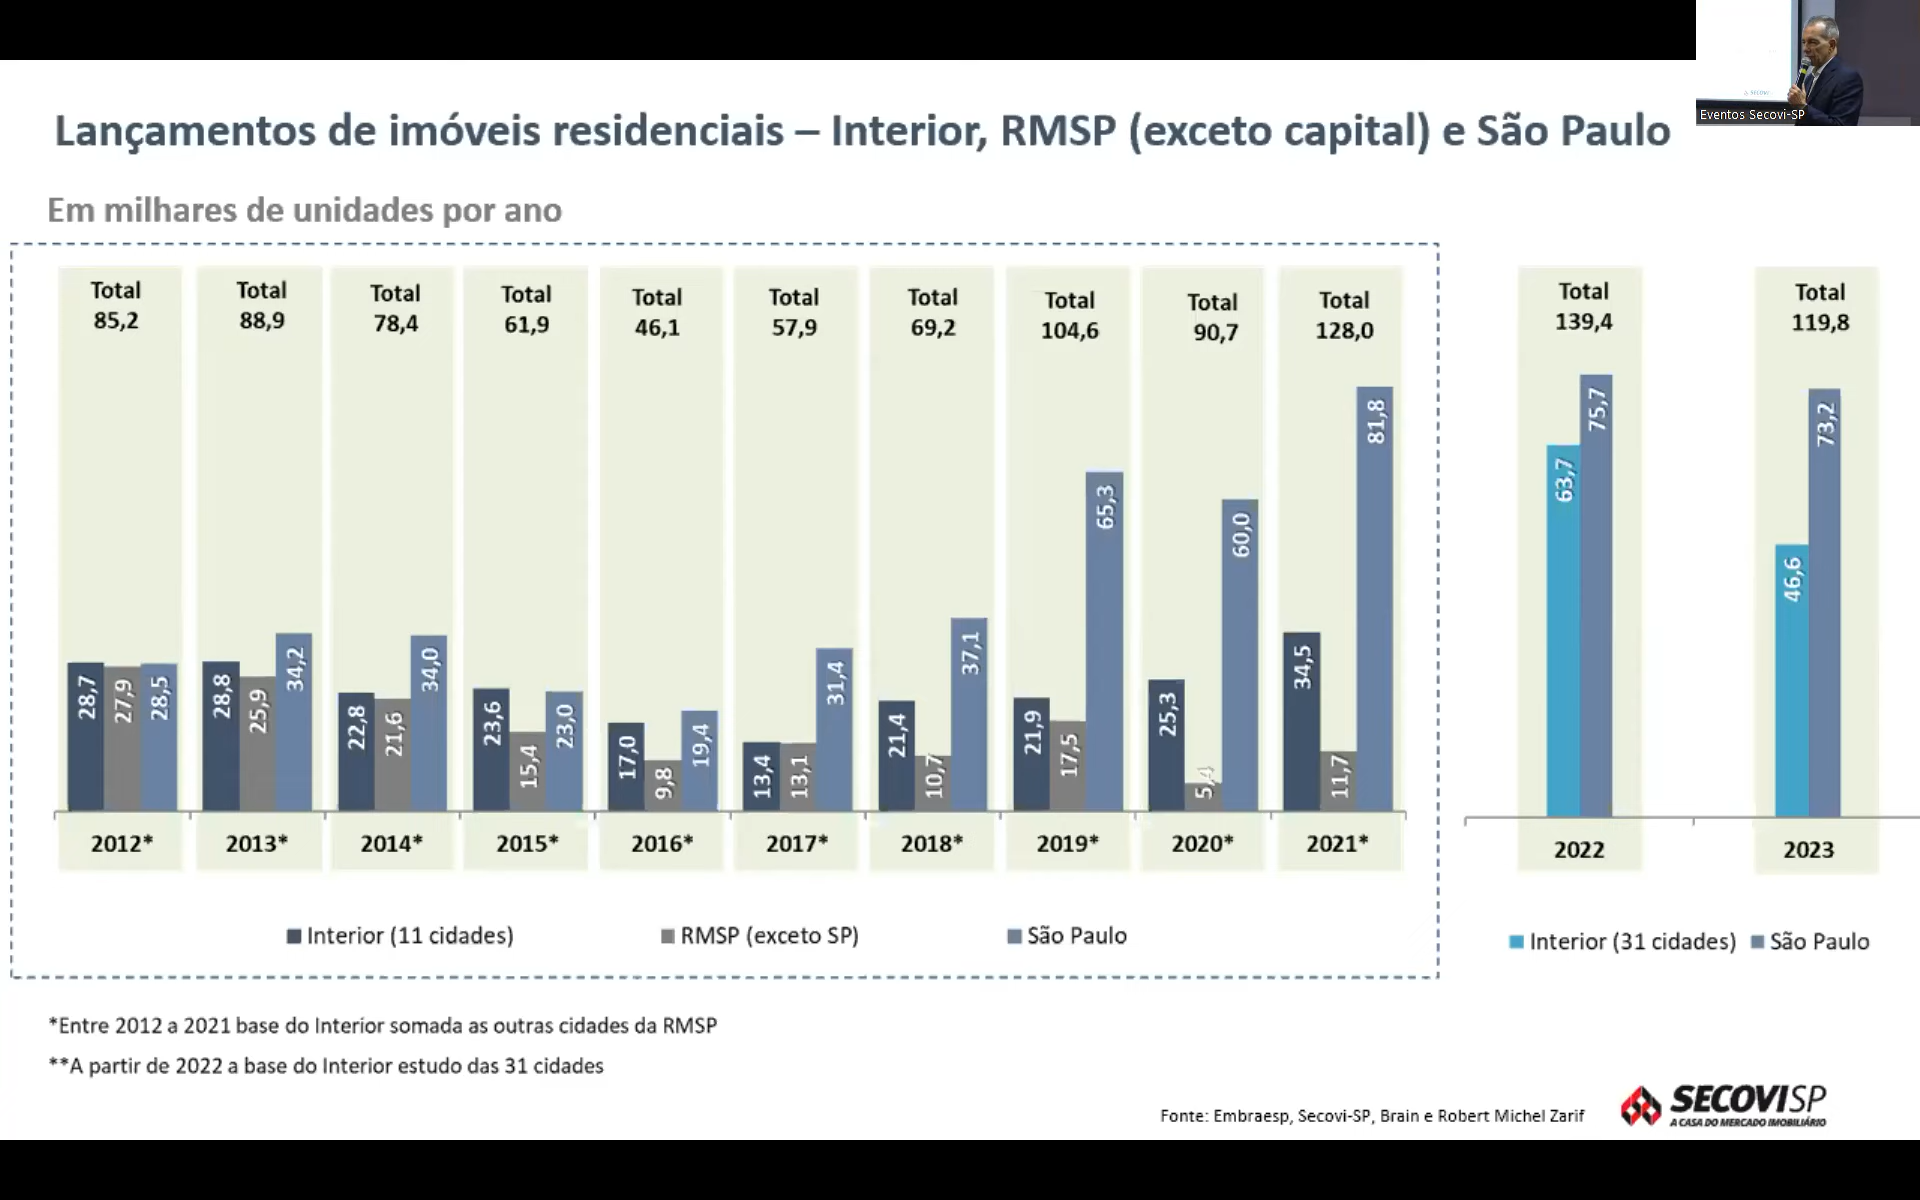 Eventos Secovi-SP
Lançamentos de imóveis residenciais – Interior, RMSP (exceto capital) e São Paulo
Em milhares de unidades por ano
Total
85,2
Total
88,9
Total
78,4
Total
61,9
Total
46,1
Total
57,9
Total
69,2
Total
104,6
Total
90,7
Total
128,0
Total
139,4
Total
119,8
28,7
27,9
28,5
28,8
25,9
34,2
22,8
21,6
34,0
23,6
15,4
23,0
17,0
9,8
19,4
13,4
13,1
31,4
21,4
10,7
37,1
21,9
17,5
65,3
25,3
5,4
60,0
34,5
11,7
81,8
63,7
75,7
46,6
73,2
2012*
2013*
2014*
2015*
2016*
2017*
2018*
2019*
2020*
2021*
2022
2023
Interior (11 cidades)
RMSP (exceto SP)
São Paulo
Interior (31 cidades)
São Paulo
*Entre 2012 a 2021 base do Interior somada as outras cidades da RMSP
**A partir de 2022 a base do Interior estudo das 31 cidades
Fonte: Embraesp, Secovi-SP, Brain e Robert Michel Zarif
SECOVI SP
A CASA DO MERCADO IMOBILIÁRIO